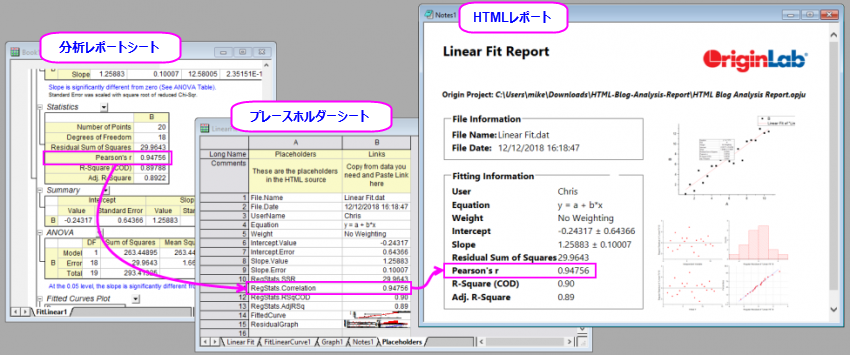 分析レポートシート
プレースホルダーシート
HTMLレポート
Book
Slope 1.25883 0.10007 12.58005 2.35151E-1
Slope is significantly different from zero (See ANOVA Table).
Standard Error was scaled with square root of reduced Chi-Sqr.
Statistics
B
Number of Points 20
Degrees of Freedom 18
Residual Sum of Squares 29.9643
Pearson's r 0.94756
R-Square (COD) 0.89788
Adj. R-Square 0.8922
Summary
Intercept Slop
Value Standard Error Value Stan
B -0.24317 0.64366 1.25883
ANOVA
DF Sum of Squares Mean Sq
Model 1 263.44895 263.4
B Error 18 29.9643 1.66
Total 19 293.41326
At the 0.05 level, the slope is significantly different from
Fitted Curves Plot
FitLinear1
Linear
A B
Long Name Placeholders Links
Comments These are the placeholders in the HTML source Copy from data you need and Paste Link here
1 File.Name Linear Fit.dat
2 File.Date 12/12/2018 16:18:47
3 UserName Chris
4 Equation y = a + b*x
5 Weight No Weighting
6 Intercept.Value -0.24317
7 Intercept.Error 0.64366
8 Slope.Value 1.25883
9 Slope.Error 0.10007
10 RegStats.SSR 29.9643
11 RegStats.Correlation 0.94756
12 RegStats.RSqCOD 0.90
13 RegStats.AdjRSq 0.89
14 FittedCurve
15 ResidualGraph
16
Linear Fit FitLinearCurve1 Graph1 Notes1 Placeholders
Notes1
Linear Fit Report
OriginLab
Origin Project: C:\Users\mike\Downloads\HTML-Blog-Analysis-Report\HTML Blog Analysis Report.opju
File Information
File Name: Linear Fit.dat
File Date: 12/12/2018 16:18:47
Fitting Information
User Chris
Equation y = a + b*x
Weight No Weighting
Intercept -0.24317 ± 0.64366
Slope 1.25883 ± 0.10007
Residual Sum of Squares 29.9643
Pearson's r 0.94756
R-Square (COD) 0.90
Adj. R-Square 0.89